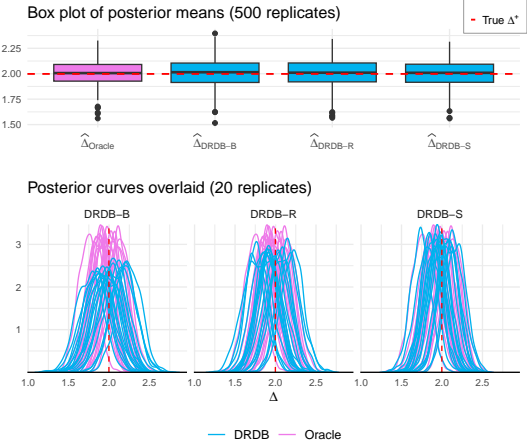 Box plot of posterior means (500 replicates)
True Δ⁺
2.25
2.00
1.75
1.50
Δ̂Oracle Δ̂DRDB−B Δ̂DRDB−R Δ̂DRDB−S
Posterior curves overlaid (20 replicates)
DRDB−B DRDB−R DRDB−S
3
2
1
1.0 1.5 2.0 2.5 1.0 1.5 2.0 2.5 1.0 1.5 2.0 2.5
Δ
DRDB Oracle